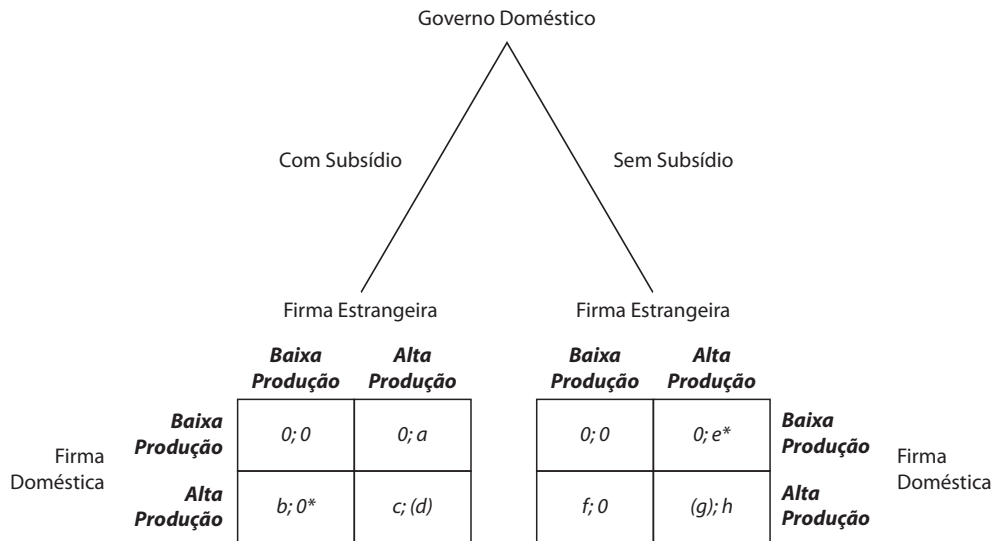 Governo Doméstico
Com Subsídio
Sem Subsídio
Firma Estrangeira
Firma Estrangeira
Baixa
Produção
Alta
Produção
Baixa
Produção
Alta
Produção
Firma
Doméstica
Baixa
Produção
0; 0
0; a
0; 0
0; e*
Baixa
Produção
Firma
Doméstica
Alta
Produção
b; 0*
c; (d)
f; 0
(g); h
Alta
Produção